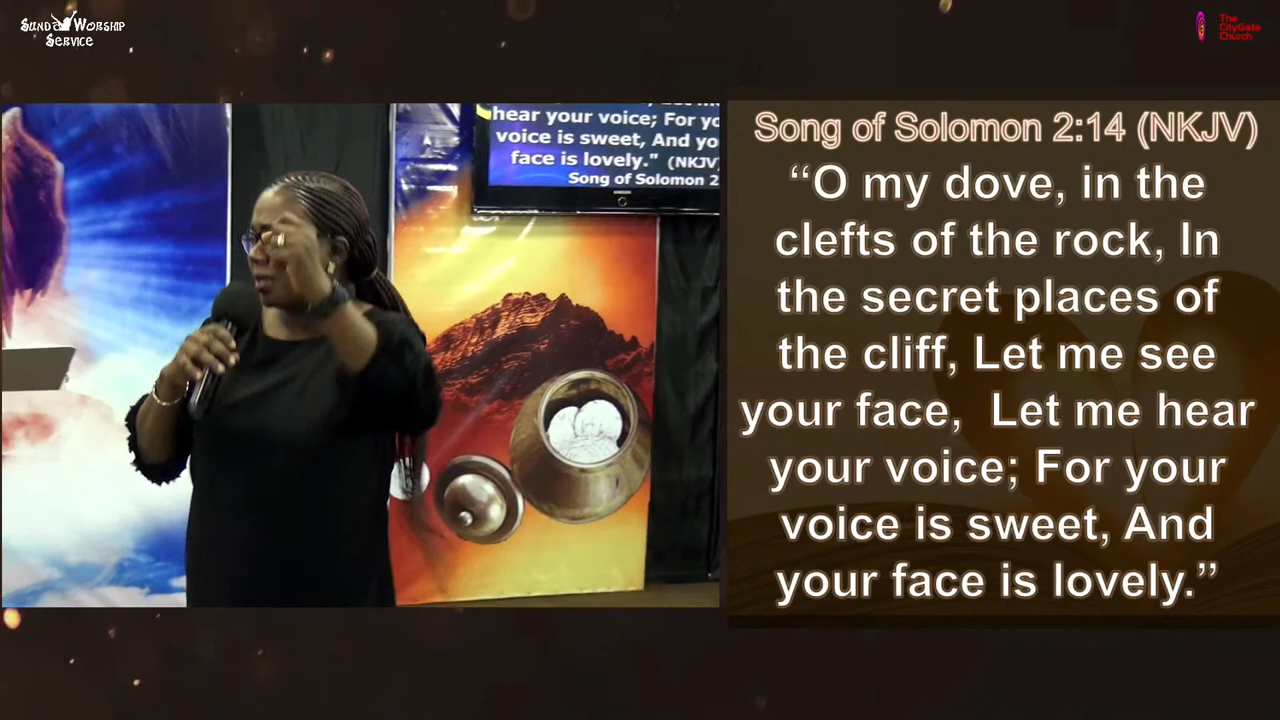 SUNDAY WORSHIP
SERVICE
The
CityGate
Church
hear your voice; For yo
voice is sweet, And yo
face is lovely." (NKJV
Song of Solomon 2
SAMSUNG
Song of Solomon 2:14 (NKJV)
“O my dove, in the
clefts of the rock, In
the secret places of
the cliff, Let me see
your face, Let me hear
your voice; For your
voice is sweet, And
your face is lovely.”